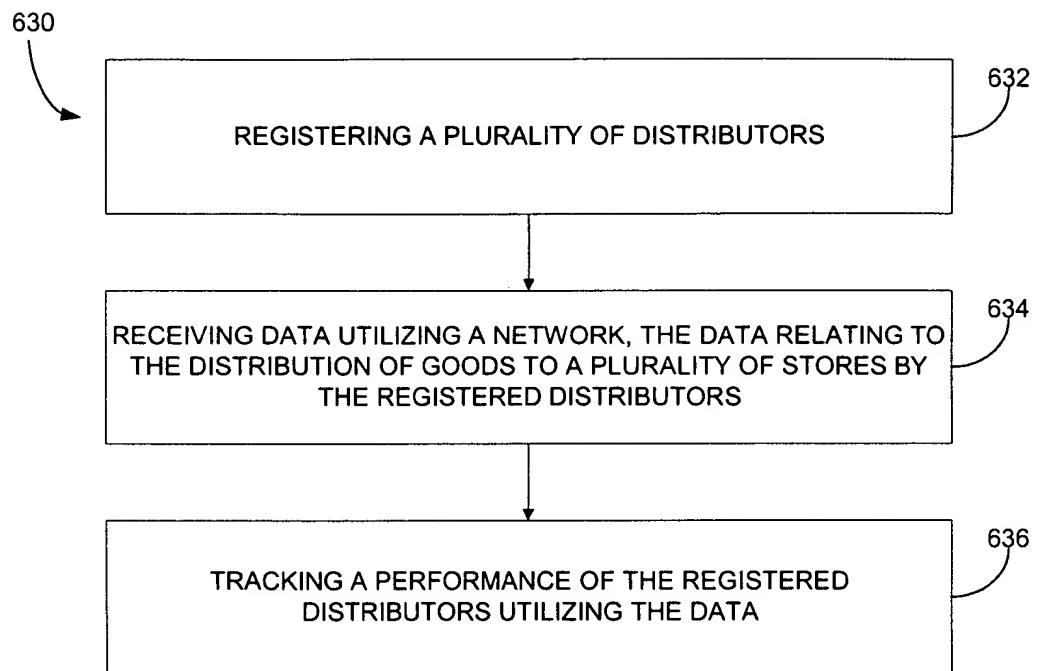 630
632
REGISTERING A PLURALITY OF DISTRIBUTORS
634
RECEIVING DATA UTILIZING A NETWORK, THE DATA RELATING TO
THE DISTRIBUTION OF GOODS TO A PLURALITY OF STORES BY
THE REGISTERED DISTRIBUTORS
636
TRACKING A PERFORMANCE OF THE REGISTERED
DISTRIBUTORS UTILIZING THE DATA